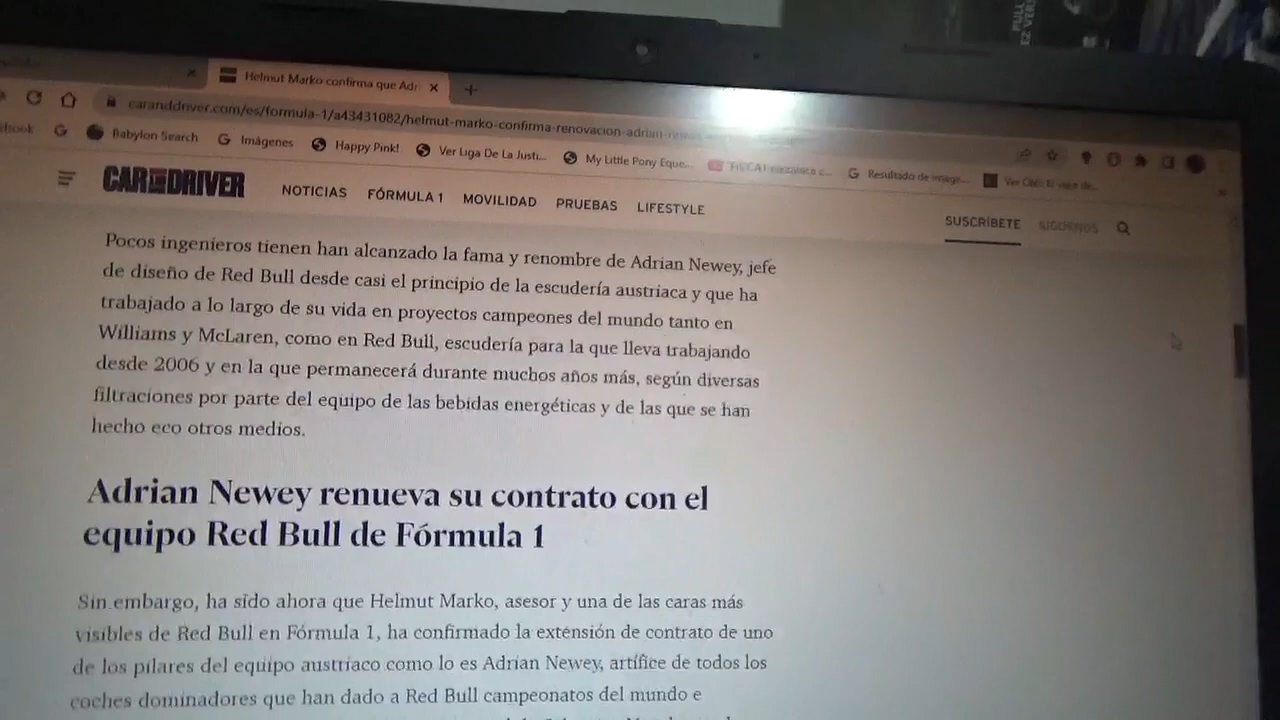 Helmut Marko confirma que Adr
caranddriver.com/es/formula-1/a43431082/helmut-marko-confirma-renovacion-adrian-
Babylon Search
Imágenes
Happy Pink!
Ver Liga De La Justi...
My Little Pony Eque...
Resultado de image...
CAR AND DRIVER
NOTICIAS
FÓRMULA 1
MOVILIDAD
PRUEBAS
LIFESTYLE
SUSCRÍBETE
SÍGUENOS
Pocos ingenieros tienen han alcanzado la fama y renombre de Adrian Newey, jefe
de diseño de Red Bull desde casi el principio de la escudería austriaca y que ha
trabajado a lo largo de su vida en proyectos campeones del mundo tanto en
Williams y McLaren, como en Red Bull, escudería para la que lleva trabajando
desde 2006 y en la que permanecerá durante muchos años más, según diversas
filtraciones por parte del equipo de las bebidas energéticas y de las que se han
hecho eco otros medios.
Adrian Newey renueva su contrato con el
equipo Red Bull de Fórmula 1
Sin embargo, ha sido ahora que Helmut Marko, asesor y una de las caras más
visibles de Red Bull en Fórmula 1, ha confirmado la extensión de contrato de uno
de los pilares del equipo austriaco como lo es Adrian Newey, artífice de todos los
coches dominadores que han dado a Red Bull campeonatos del mundo e